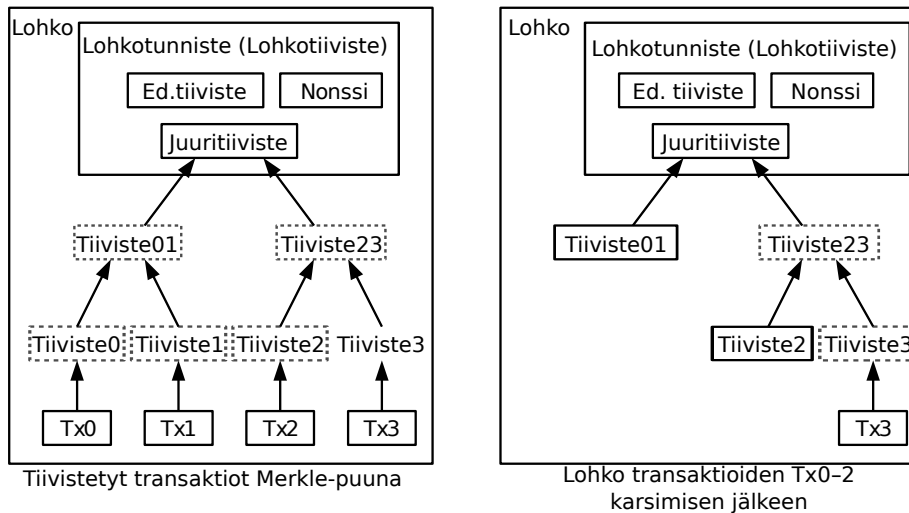 Lohko
Lohkotunniste (Lohkotiiviste)
Ed.tiiviste
Nonssi
Juuritiiviste
Tiiviste01
Tiiviste23
Tiiviste0
Tiiviste1
Tiiviste2
Tiiviste3
Tx0
Tx1
Tx2
Tx3
Tiivistetyt transaktiot Merkle-puuna
Lohko
Lohkotunniste (Lohkotiiviste)
Ed. tiiviste
Nonssi
Juuritiiviste
Tiiviste01
Tiiviste23
Tiiviste2
Tiiviste3
Tx3
Lohko transaktioiden Tx0–2
karsimisen jälkeen